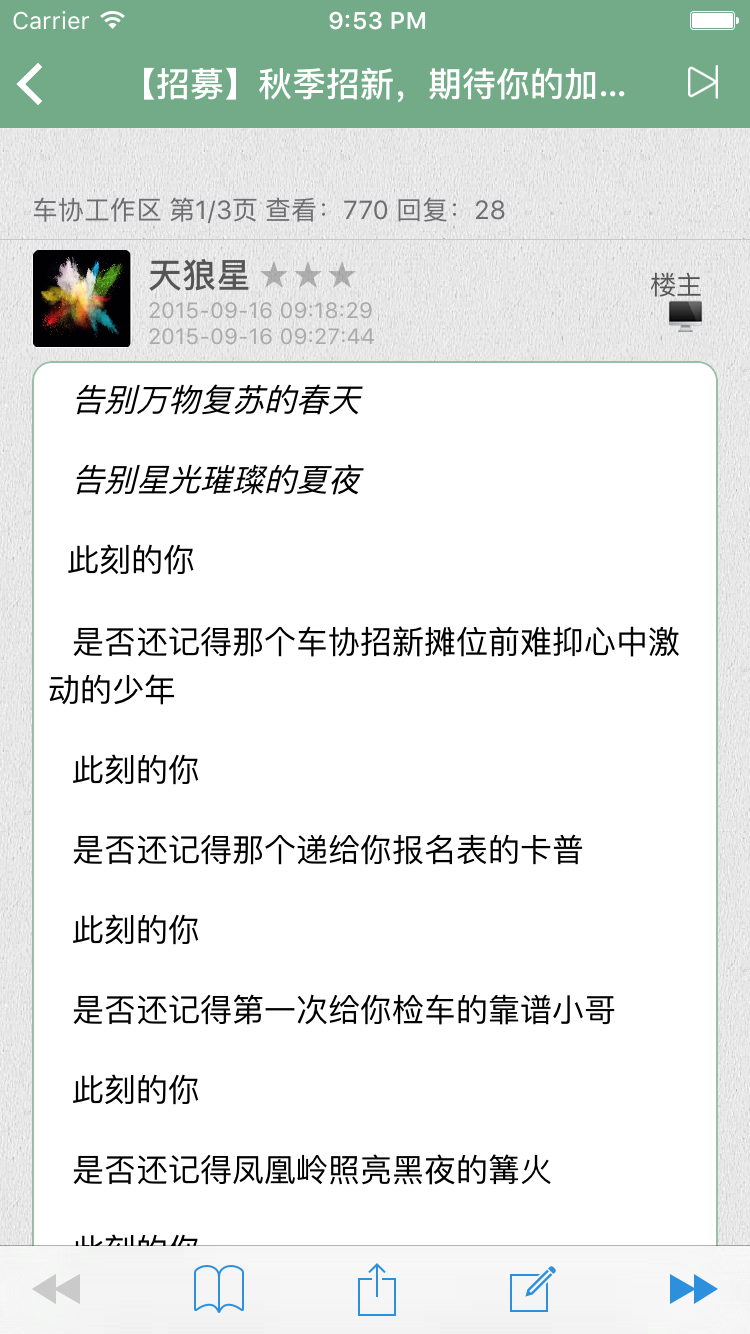 Carrier 9:53 PM
【招募】秋季招新，期待你的加...
车协工作区 第1/3页 查看：770 回复：28
天狼星 ★★★
楼主
2015-09-16 09:18:29
2015-09-16 09:27:44
告别万物复苏的春天
告别星光璀璨的夏夜
此刻的你
是否还记得那个车协招新摊位前难抑心中激
动的少年
此刻的你
是否还记得那个递给你报名表的卡普
此刻的你
是否还记得第一次给你检车的靠谱小哥
此刻的你
是否还记得凤凰岭照亮黑夜的篝火
此刻的你